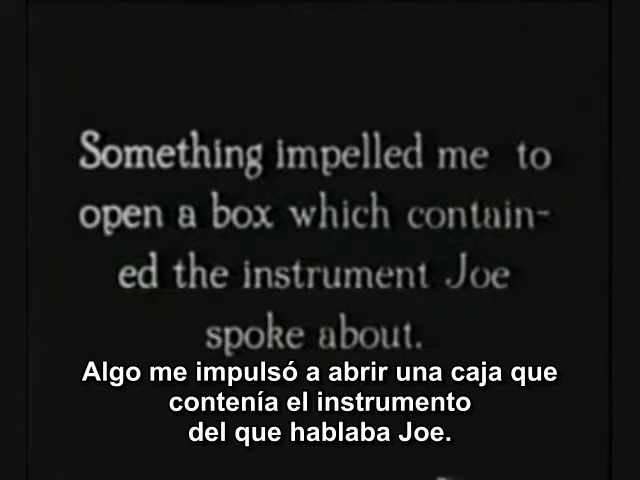 Something impelled me to
open a box which contain-
ed the instrument Joe
spoke about.
Algo me impulsó a abrir una caja que
contenía el instrumento
del que hablaba Joe.